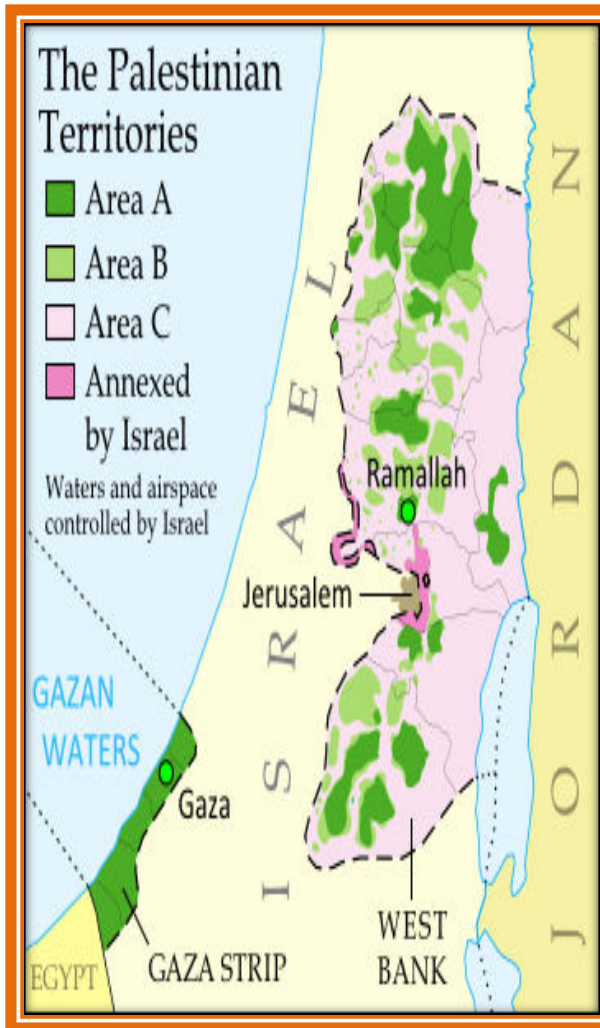 The Palestinian
Territories
Area A
Area B
Area C
Annexed
by Israel
Waters and airspace
controlled by Israel
ISRAEL
JORDAN
Ramallah
Jerusalem
GAZAN
WATERS
Gaza
GAZA STRIP
WEST
BANK
EGYPT